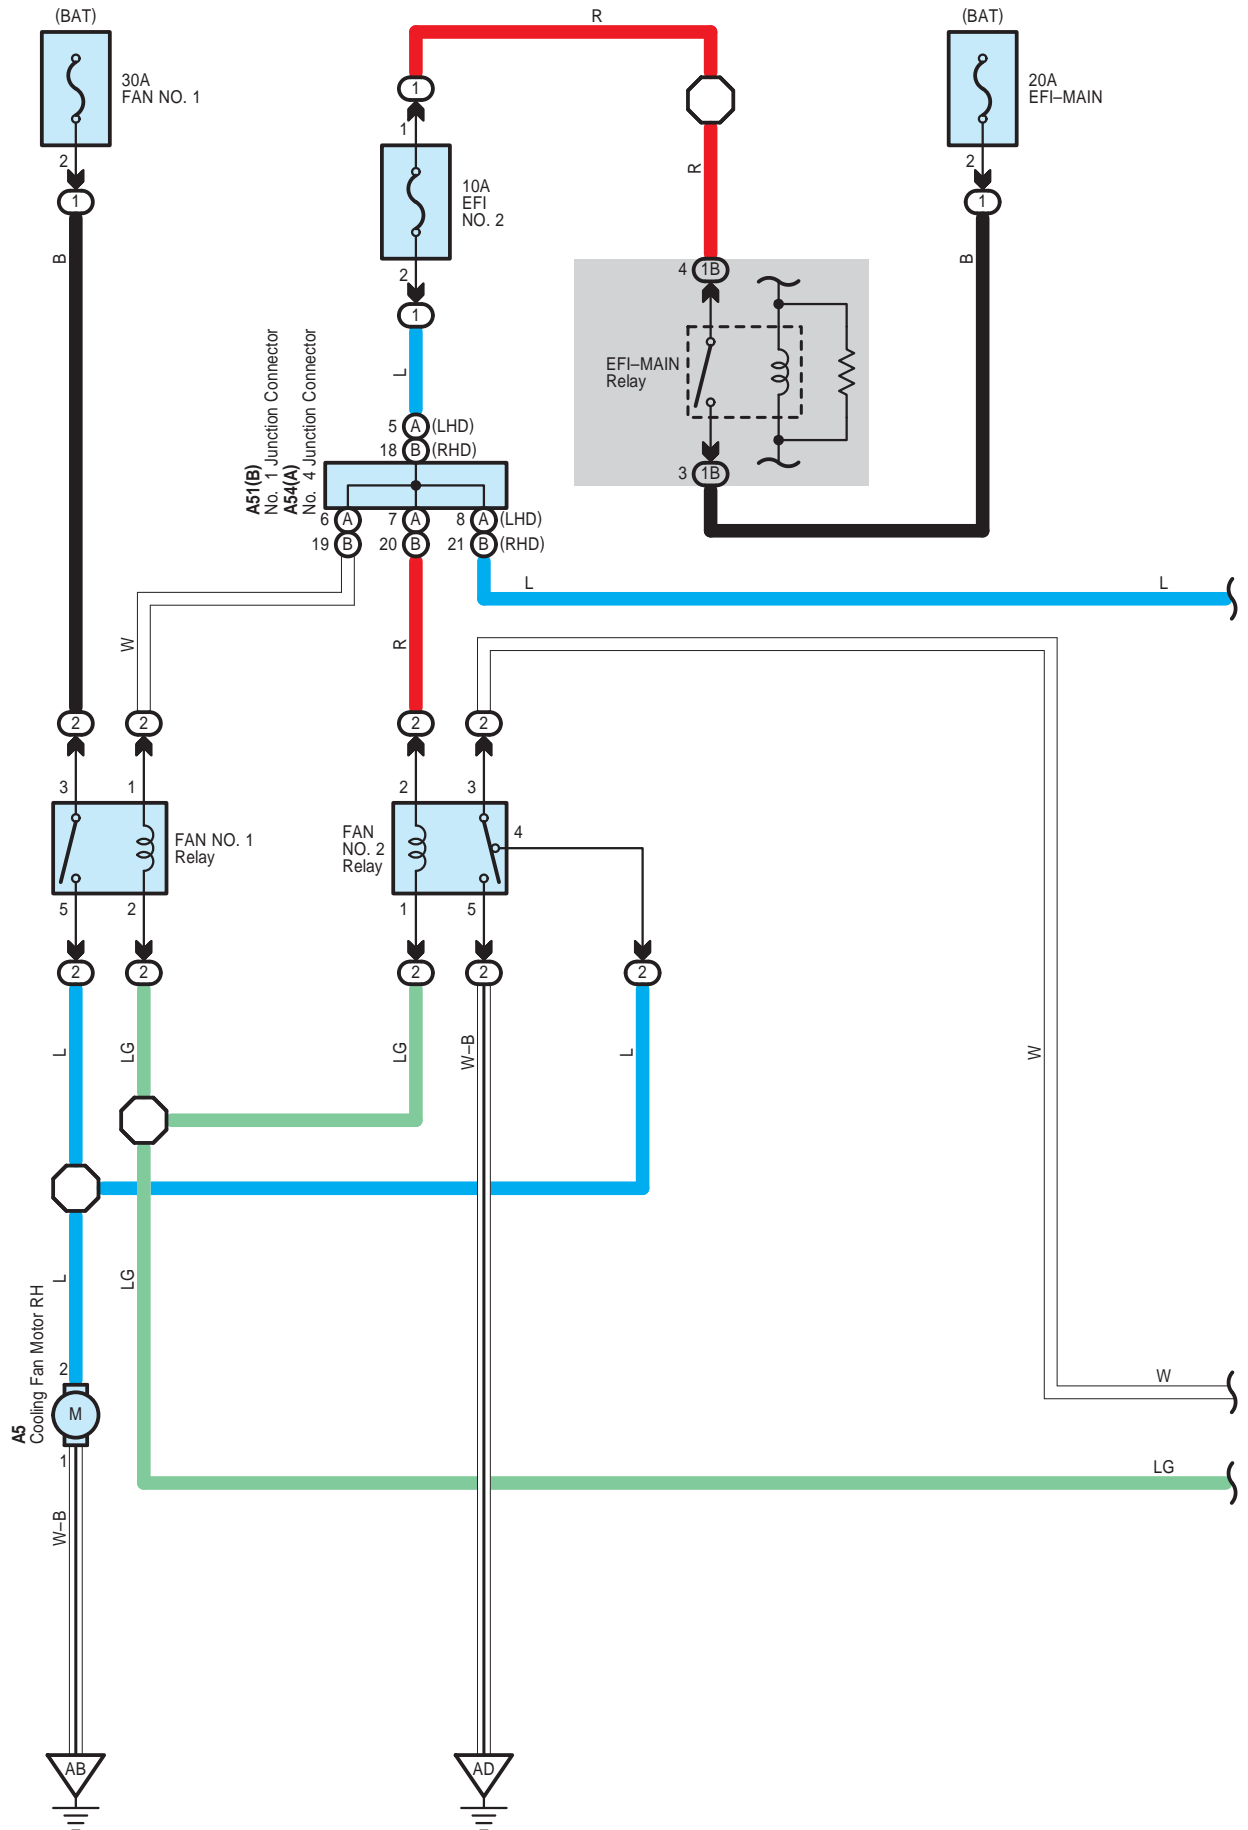 (BAT)
R
(BAT)
30A
FAN NO. 1
20A
EFI–MAIN
1
1
2
1
10A
EFI
NO. 2
R
2
1
B
B
2
1
4
1B
EFI–MAIN
Relay
3
1B
L
A51(B)
No. 1 Junction Connector
A54(A)
No. 4 Junction Connector
5 A (LHD)
18 B (RHD)
6 A
7 A
8 A (LHD)
19 B
20 B
21 B (RHD)
L
L
W
R
2
2
2
2
3
1
2
3
FAN NO. 1
Relay
FAN
NO. 2
Relay
4
5
2
1
5
2
2
2
2
2
L
LG
LG
W–B
L
W
L
LG
A5
Cooling Fan Motor RH
2
M
1
W
LG
W–B
AB
AD